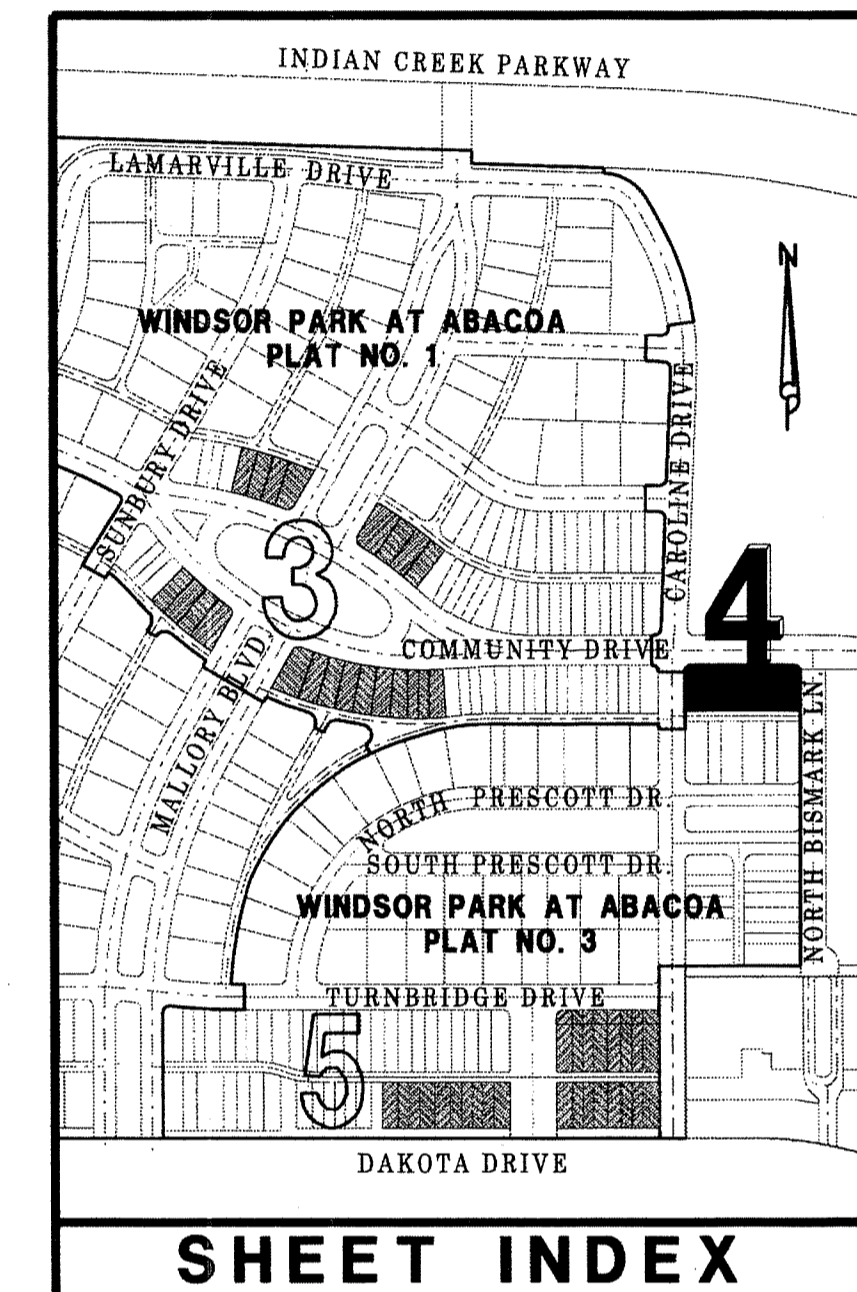 INDIAN CREEK PARKWAY
LAMARVILLE DRIVE
N
WINDSOR PARK AT ABACOA
PLAT NO. 1
SUNBURY DRIVE
CAROLINE DRIVE
3
4
COMMUNITY DRIVE
MALLORY BLVD.
NORTH BISMARK LN.
NORTH PRESCOTT DR.
SOUTH PRESCOTT DR.
WINDSOR PARK AT ABACOA
PLAT NO. 3
TURNBRIDGE DRIVE
5
DAKOTA DRIVE
SHEET INDEX